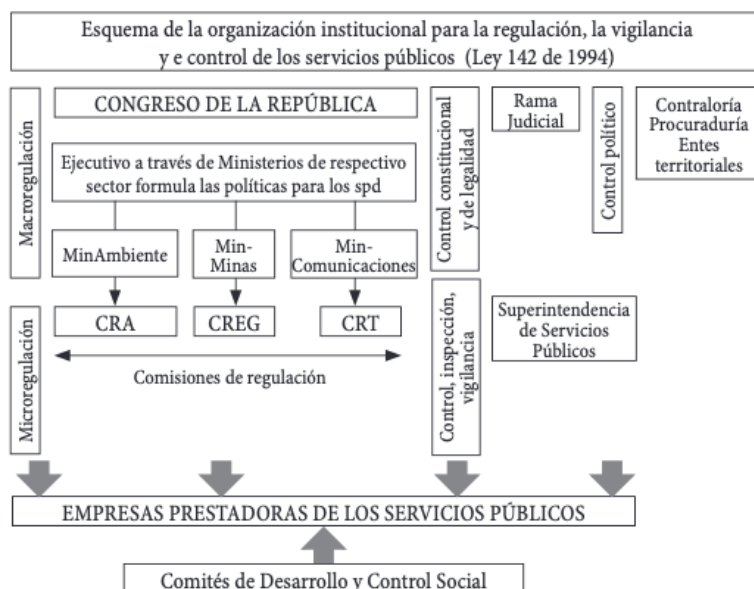 Esquema de la organización institucional para la regulación, la vigilancia
y e control de los servicios públicos (Ley 142 de 1994)
Macroregulación
CONGRESO DE LA REPÚBLICA
Ejecutivo a través de Ministerios de respectivo
sector formula las políticas para los spd
MinAmbiente
Min-
Minas
Min-
Comunicaciones
Control constitucional
y de legalidad
Rama
Judicial
Control político
Contraloría
Procuraduría
Entes
territoriales
Microregulación
CRA
CREG
CRT
Comisiones de regulación
Control, inspección,
vigilancia
Superintendencia
de Servicios
Públicos
EMPRESAS PRESTADORAS DE LOS SERVICIOS PÚBLICOS
Comités de Desarrollo y Control Social